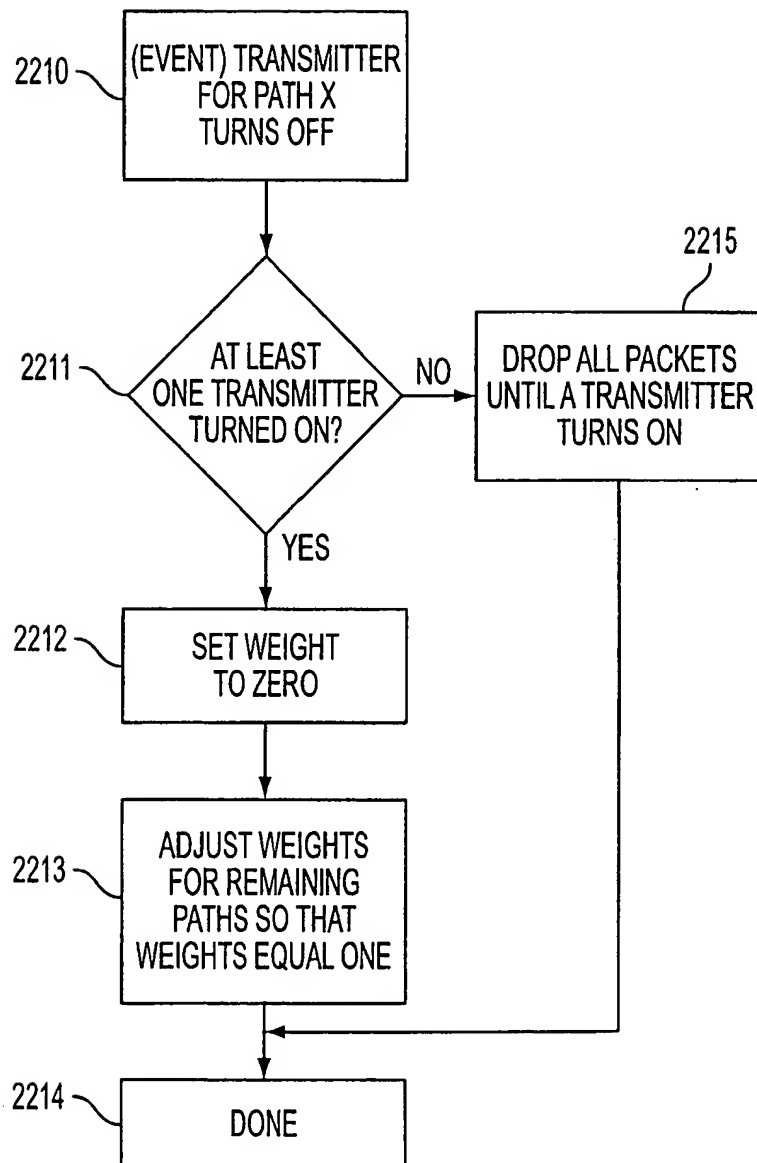 2210
(EVENT) TRANSMITTER
FOR PATH X
TURNS OFF
2211
AT LEAST
ONE TRANSMITTER
TURNED ON?
NO
2215
DROP ALL PACKETS
UNTIL A TRANSMITTER
TURNS ON
YES
2212
SET WEIGHT
TO ZERO
2213
ADJUST WEIGHTS
FOR REMAINING
PATHS SO THAT
WEIGHTS EQUAL ONE
2214
DONE